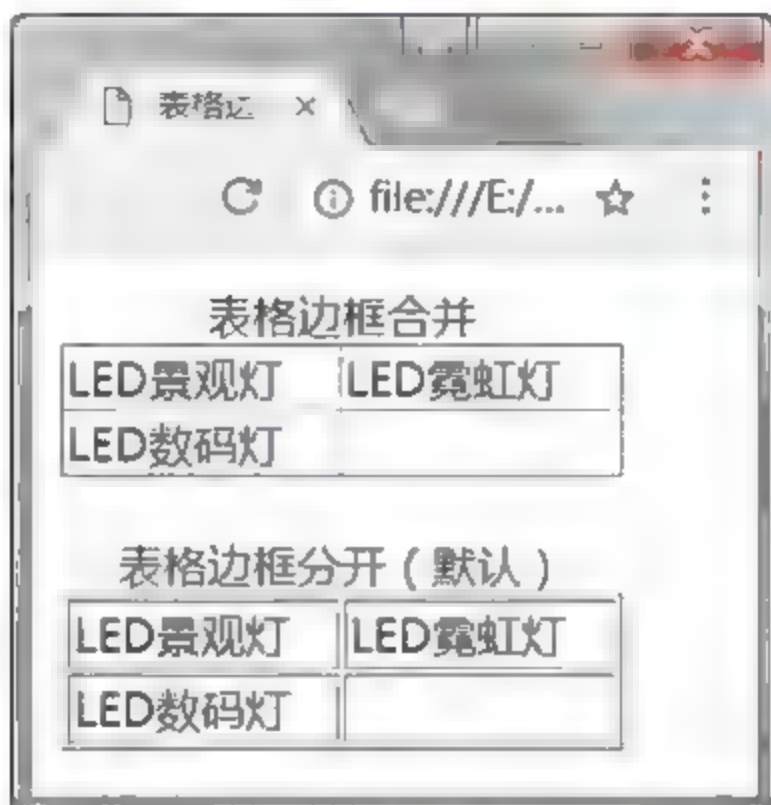 表格边
file:///E:/...
表格边框合并
LED景观灯 LED霓虹灯
LED数码灯
表格边框分开（默认）
LED景观灯 LED霓虹灯
LED数码灯